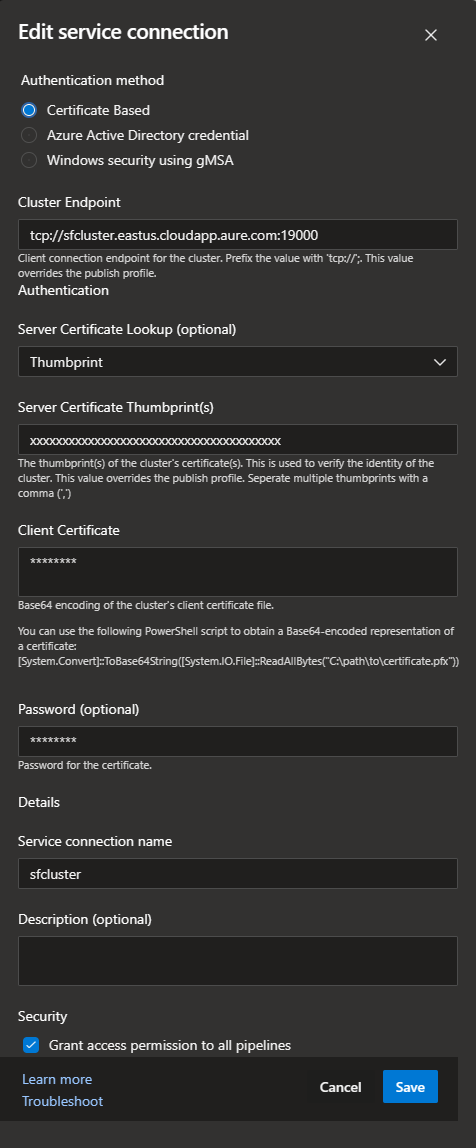 Edit service connection
Authentication method
Certificate Based
Azure Active Directory credential
Windows security using gMSA
Cluster Endpoint
tcp://sfcluster.eastus.cloudapp.aure.com:19000
Client connection endpoint for the cluster. Prefix the value with 'tcp://';. This value
overrides the publish profile.
Authentication
Server Certificate Lookup (optional)
Thumbprint
Server Certificate Thumbprint(s)
xxxxxxxxxxxxxxxxxxxxxxxxxxxxxxxxxxxxxxxx
The thumbprint(s) of the cluster's certificate(s). This is used to verify the identity of the
cluster. This value overrides the publish profile. Seperate multiple thumbprints with a
comma (',')
Client Certificate
********
Base64 encoding of the cluster's client certificate file.
You can use the following PowerShell script to obtain a Base64-encoded representation of
a certificate:
[System.Convert]::ToBase64String([System.IO.File]::ReadAllBytes("C:\path\to\certificate.pfx"))
Password (optional)
********
Password for the certificate.
Details
Service connection name
sfcluster
Description (optional)
Security
Grant access permission to all pipelines
Learn more
Troubleshoot
Cancel
Save